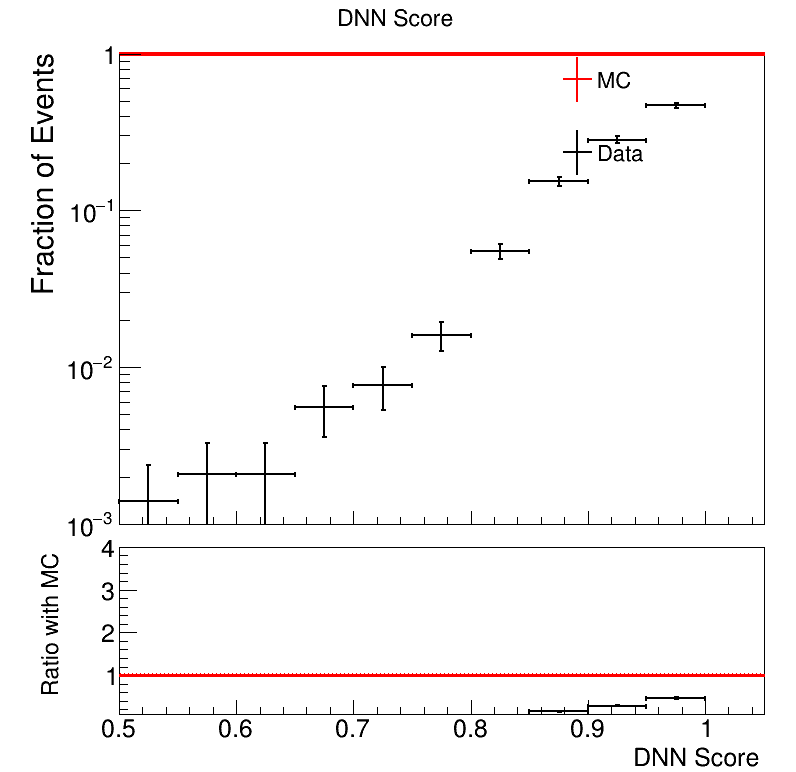 DNN Score
Fraction of Events
1
10⁻¹
10⁻²
10⁻³
MC
Data
Ratio with MC
4
3
2
1
0.5 0.6 0.7 0.8 0.9 1
DNN Score